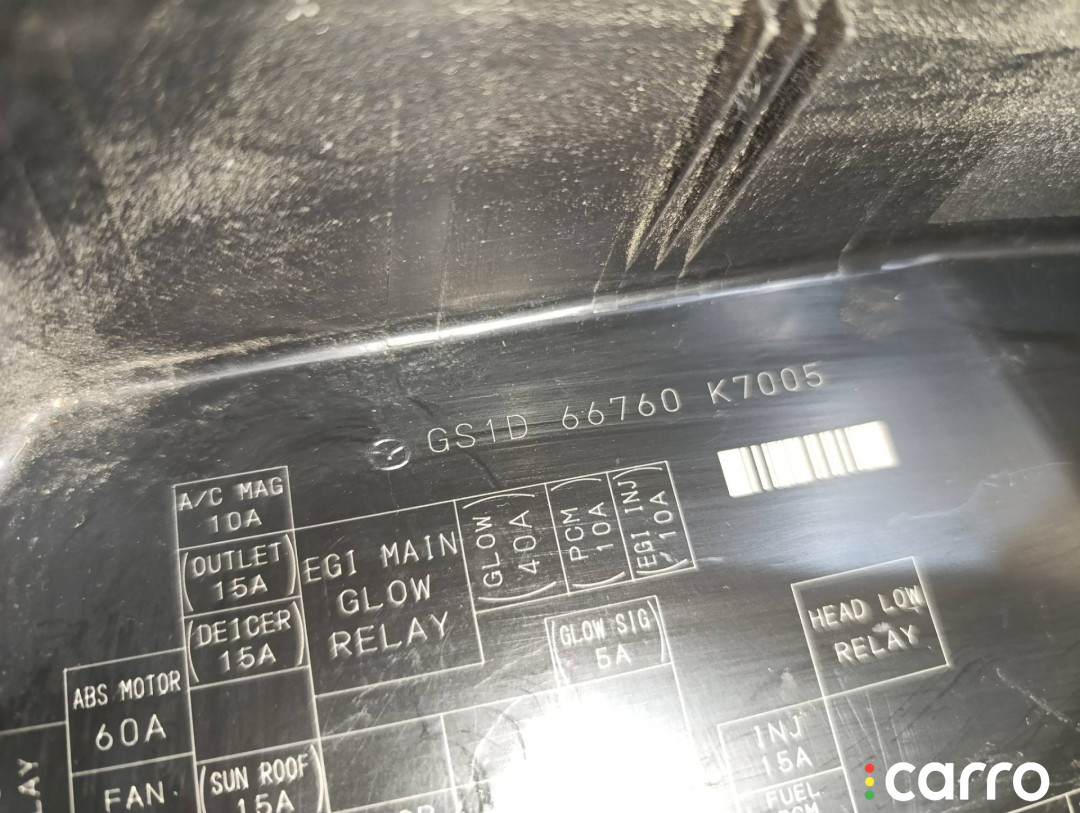 GS1D 66760 K7005
A/C MAG
10A
(OUTLET)
15A
(DEICER)
15A
EGI MAIN
GLOW
RELAY
(GLOW)
40A
(PCM)
10A
(EGI INJ)
10A
(GLOW SIG)
5A
HEAD LOW
RELAY
ABS MOTOR
60A
FAN
(SUN ROOF)
15A
INJ
15A
FUEL
LAY
carro